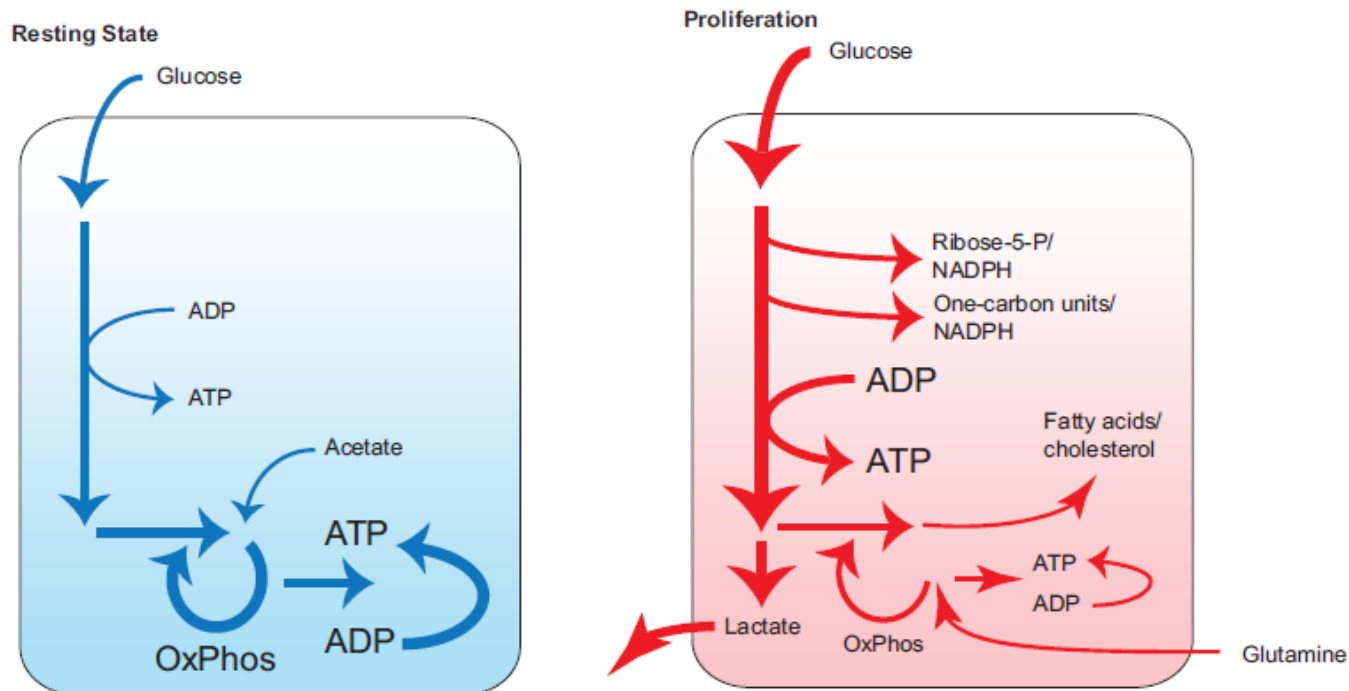 Resting State
Glucose
ADP
ATP
Acetate
ATP
ADP
OxPhos
Proliferation
Glucose
Ribose-5-P/
NADPH
One-carbon units/
NADPH
ADP
ATP
Fatty acids/
cholesterol
ATP
ADP
Lactate
OxPhos
Glutamine